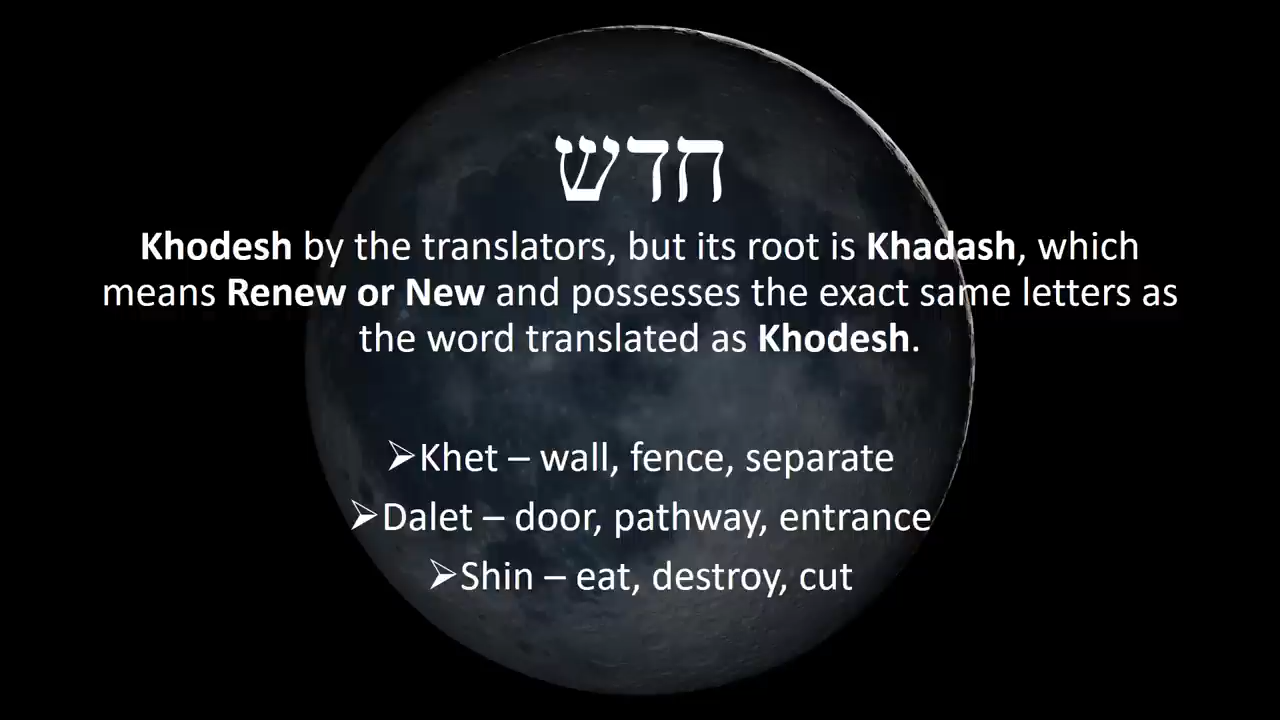 חדש
Khodesh by the translators, but its root is Khadash, which
means Renew or New and possesses the exact same letters as
the word translated as Khodesh.
➢Khet – wall, fence, separate
➢Dalet – door, pathway, entrance
➢Shin – eat, destroy, cut